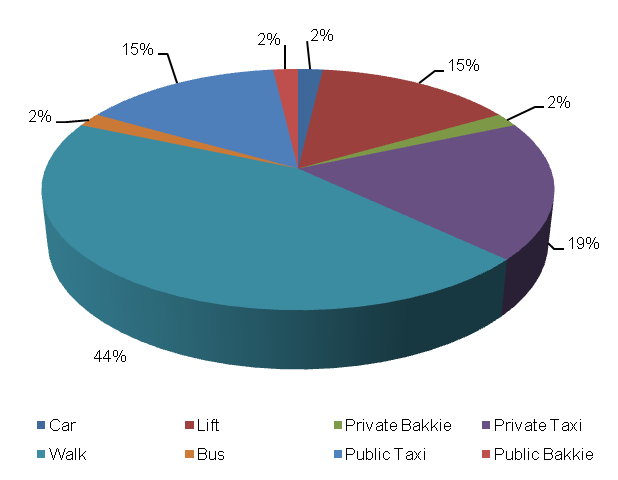 2% 2%
15% 15%
2% 2%
19%
44%
Car Lift Private Bakkie Private Taxi
Walk Bus Public Taxi Public Bakkie